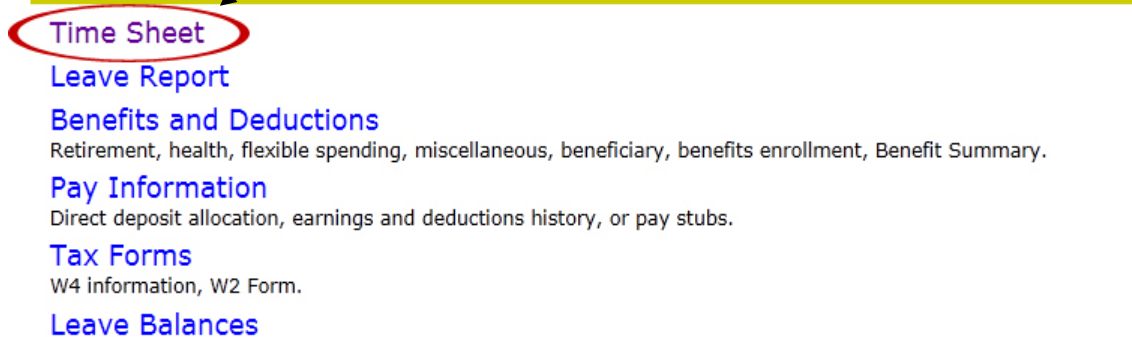 Time Sheet
Leave Report
Benefits and Deductions
Retirement, health, flexible spending, miscellaneous, beneficiary, benefits enrollment, Benefit Summary.
Pay Information
Direct deposit allocation, earnings and deductions history, or pay stubs.
Tax Forms
W4 information, W2 Form.
Leave Balances